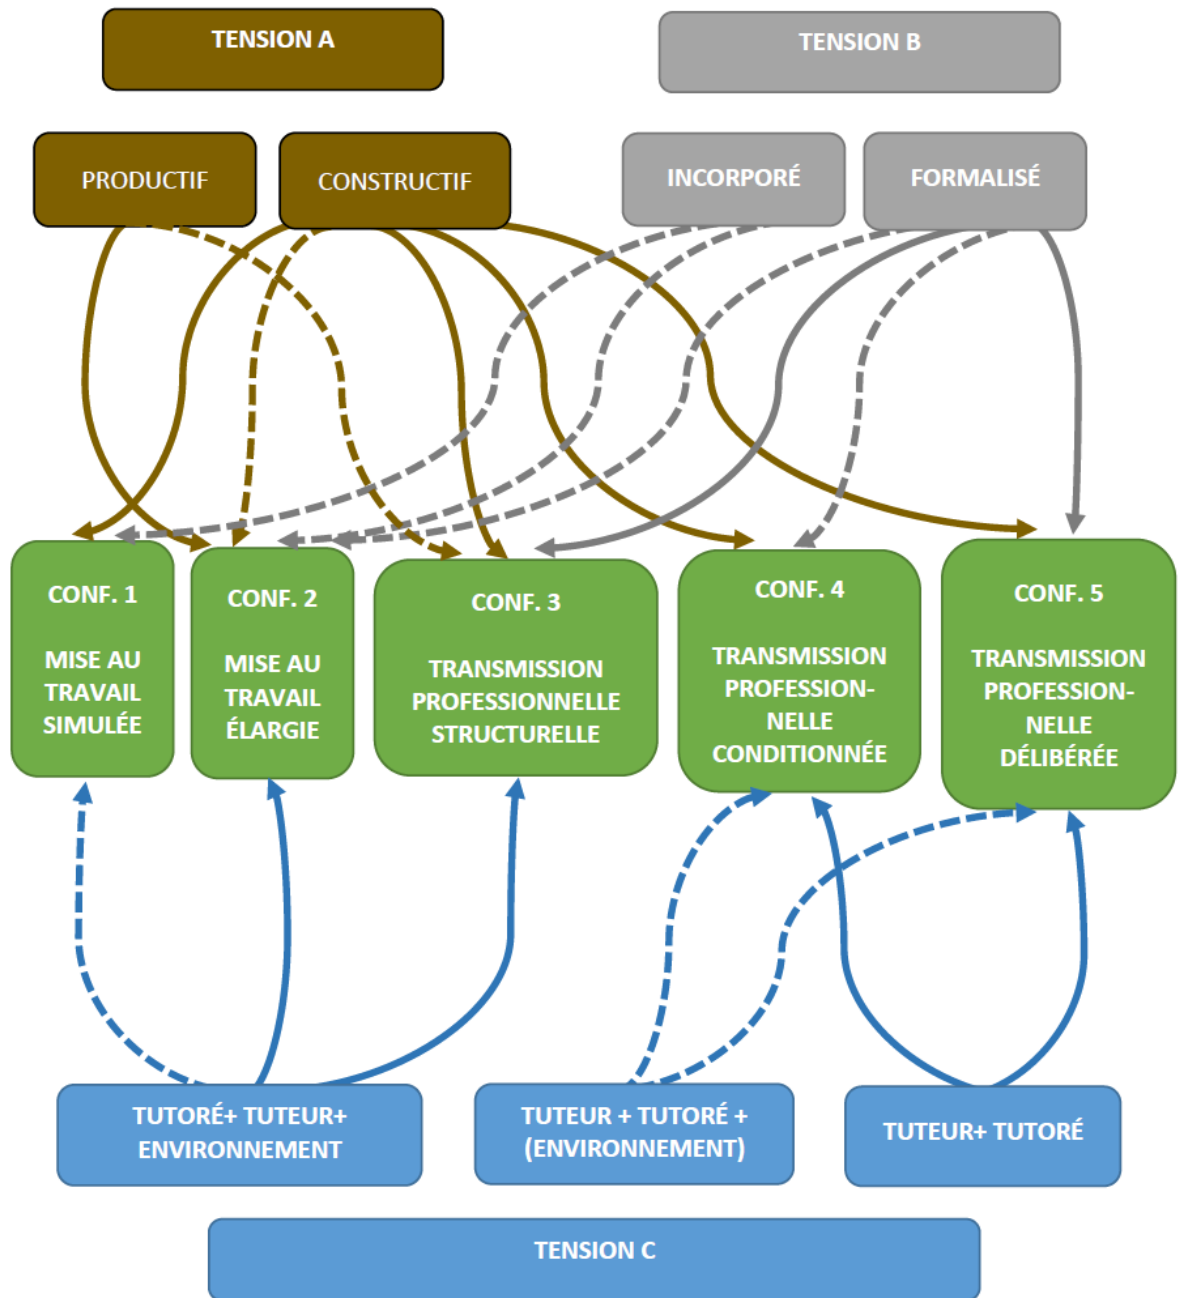 TENSION A
TENSION B
PRODUCTIF
CONSTRUCTIF
INCORPORÉ
FORMALISÉ
CONF. 1
MISE AU
TRAVAIL
SIMULÉE
CONF. 2
MISE AU
TRAVAIL
ÉLARGIE
CONF. 3
TRANSMISSION
PROFESSIONNELLE
STRUCTURELLE
CONF. 4
TRANSMISSION
PROFESSION-
NELLE
CONDITIONNÉE
CONF. 5
TRANSMISSION
PROFESSION-
NELLE
DÉLIBÉRÉE
TUTORÉ+ TUTEUR+
ENVIRONNEMENT
TUTEUR + TUTORÉ +
(ENVIRONNEMENT)
TUTEUR+ TUTORÉ
TENSION C